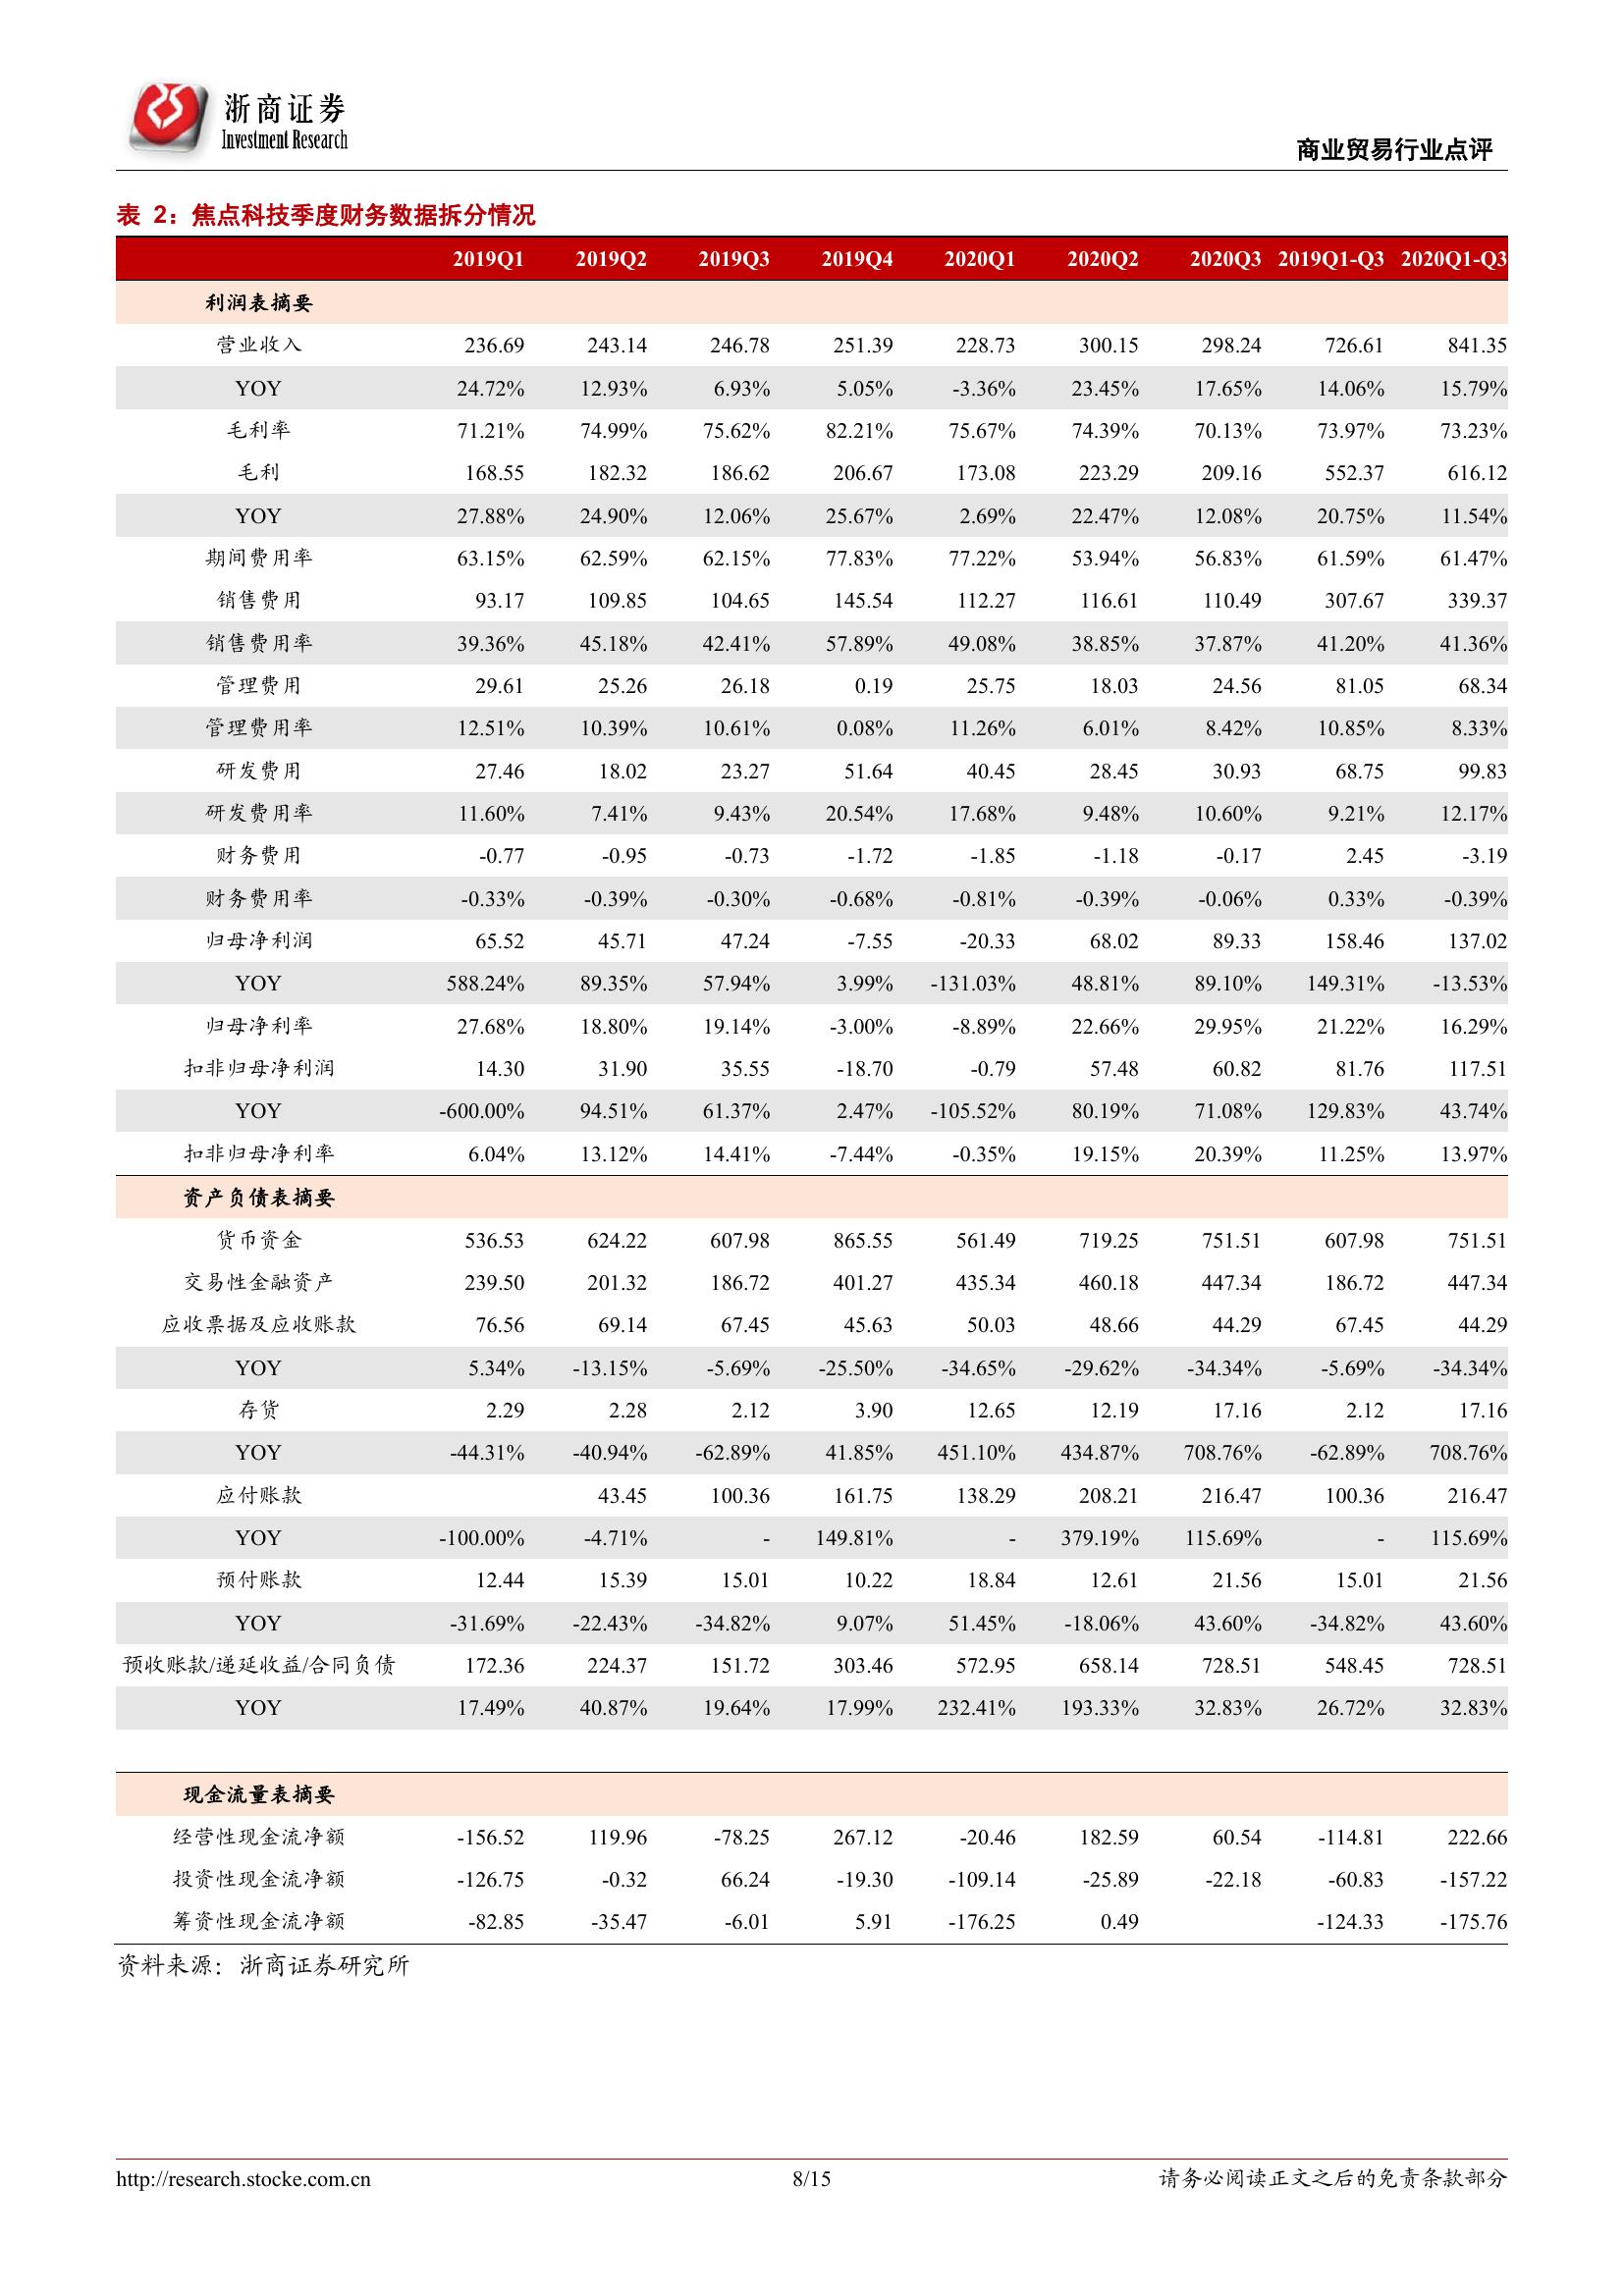 浙商证券
Investment Research
商业贸易行业点评
表 2：焦点科技季度财务数据拆分情况
2019Q1 2019Q2 2019Q3 2019Q4 2020Q1 2020Q2 2020Q3 2019Q1-Q3 2020Q1-Q3
利润表摘要
营业收入 236.69 243.14 246.78 251.39 228.73 300.15 298.24 726.61 841.35
YOY 24.72% 12.93% 6.93% 5.05% -3.36% 23.45% 17.65% 14.06% 15.79%
毛利率 71.21% 74.99% 75.62% 82.21% 75.67% 74.39% 70.13% 73.97% 73.23%
毛利 168.55 182.32 186.62 206.67 173.08 223.29 209.16 552.37 616.12
YOY 27.88% 24.90% 12.06% 25.67% 2.69% 22.47% 12.08% 20.75% 11.54%
期间费用率 63.15% 62.59% 62.15% 77.83% 77.22% 53.94% 56.83% 61.59% 61.47%
销售费用 93.17 109.85 104.65 145.54 112.27 116.61 110.49 307.67 339.37
销售费用率 39.36% 45.18% 42.41% 57.89% 49.08% 38.85% 37.87% 41.20% 41.36%
管理费用 29.61 25.26 26.18 0.19 25.75 18.03 24.56 81.05 68.34
管理费用率 12.51% 10.39% 10.61% 0.08% 11.26% 6.01% 8.42% 10.85% 8.33%
研发费用 27.46 18.02 23.27 51.64 40.45 28.45 30.93 68.75 99.83
研发费用率 11.60% 7.41% 9.43% 20.54% 17.68% 9.48% 10.60% 9.21% 12.17%
财务费用 -0.77 -0.95 -0.73 -1.72 -1.85 -1.18 -0.17 2.45 -3.19
财务费用率 -0.33% -0.39% -0.30% -0.68% -0.81% -0.39% -0.06% 0.33% -0.39%
归母净利润 65.52 45.71 47.24 -7.55 -20.33 68.02 89.33 158.46 137.02
YOY 588.24% 89.35% 57.94% 3.99% -131.03% 48.81% 89.10% 149.31% -13.53%
归母净利率 27.68% 18.80% 19.14% -3.00% -8.89% 22.66% 29.95% 21.22% 16.29%
扣非归母净利润 14.30 31.90 35.55 -18.70 -0.79 57.48 60.82 81.76 117.51
YOY -600.00% 94.51% 61.37% 2.47% -105.52% 80.19% 71.08% 129.83% 43.74%
扣非归母净利率 6.04% 13.12% 14.41% -7.44% -0.35% 19.15% 20.39% 11.25% 13.97%
资产负债表摘要
货币资金 536.53 624.22 607.98 865.55 561.49 719.25 751.51 607.98 751.51
交易性金融资产 239.50 201.32 186.72 401.27 435.34 460.18 447.34 186.72 447.34
应收票据及应收账款 76.56 69.14 67.45 45.63 50.03 48.66 44.29 67.45 44.29
YOY 5.34% -13.15% -5.69% -25.50% -34.65% -29.62% -34.34% -5.69% -34.34%
存货 2.29 2.28 2.12 3.90 12.65 12.19 17.16 2.12 17.16
YOY -44.31% -40.94% -62.89% 41.85% 451.10% 434.87% 708.76% -62.89% 708.76%
应付账款 43.45 100.36 161.75 138.29 208.21 216.47 100.36 216.47
YOY -100.00% -4.71% - 149.81% - 379.19% 115.69% - 115.69%
预付账款 12.44 15.39 15.01 10.22 18.84 12.61 21.56 15.01 21.56
YOY -31.69% -22.43% -34.82% 9.07% 51.45% -18.06% 43.60% -34.82% 43.60%
预收账款/递延收益/合同负债 172.36 224.37 151.72 303.46 572.95 658.14 728.51 548.45 728.51
YOY 17.49% 40.87% 19.64% 17.99% 232.41% 193.33% 32.83% 26.72% 32.83%
现金流量表摘要
经营性现金流净额 -156.52 119.96 -78.25 267.12 -20.46 182.59 60.54 -114.81 222.66
投资性现金流净额 -126.75 -0.32 66.24 -19.30 -109.14 -25.89 -22.18 -60.83 -157.22
筹资性现金流净额 -82.85 -35.47 -6.01 5.91 -176.25 0.49 -124.33 -175.76
资料来源：浙商证券研究所
http://research.stocke.com.cn 8/15 请务必阅读正文之后的免责条款部分